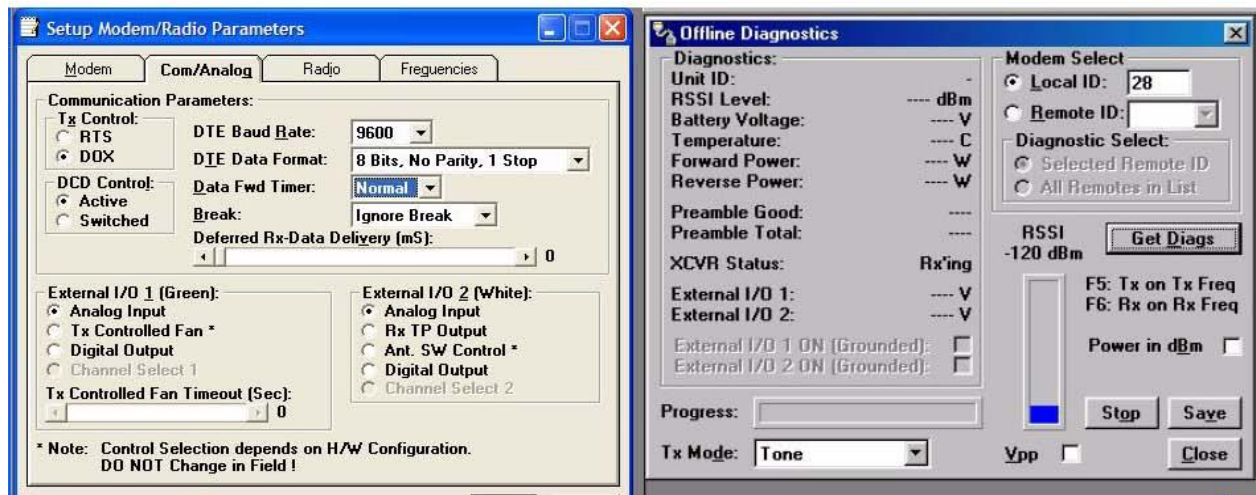 Setup Modem/Radio Parameters
Modem
Com/Analog
Radio
Freguencies
Communication Parameters:
Tx Control:
RTS
DOX
DTE Baud Rate:
9600
DTE Data Format:
8 Bits, No Parity, 1 Stop
DCD Control:
Active
Switched
Data Fwd Timer:
Normal
Break:
Ignore Break
Deferred Rx-Data Delivery (mS):
0
External I/O 1 (Green):
Analog Input
Tx Controlled Fan *
Digital Output
Channel Select 1
Tx Controlled Fan Timeout (Sec):
0
External I/O 2 (White):
Analog Input
Rx TP Output
Ant. SW Control *
Digital Output
Channel Select 2
* Note: Control Selection depends on H/W Configuration.
DO NOT Change in Field !
Offline Diagnostics
Diagnostics:
Unit ID: -
RSSI Level: ---- dBm
Battery Voltage: ---- V
Temperature: ---- C
Forward Power: ---- W
Reverse Power: ---- W
Preamble Good: ----
Preamble Total: ----
XCVR Status: Rx'ing
External I/O 1: ---- V
External I/O 2: ---- V
External I/O 1 ON (Grounded):
External I/O 2 ON (Grounded):
Progress:
Tx Mode: Tone
Modem Select
Local ID: 28
Remote ID:
Diagnostic Select:
Selected Remote ID
All Remotes in List
RSSI
-120 dBm
Get Diags
F5: Tx on Tx Freq
F6: Rx on Rx Freq
Power in dBm
Stop
Save
Vpp
Close